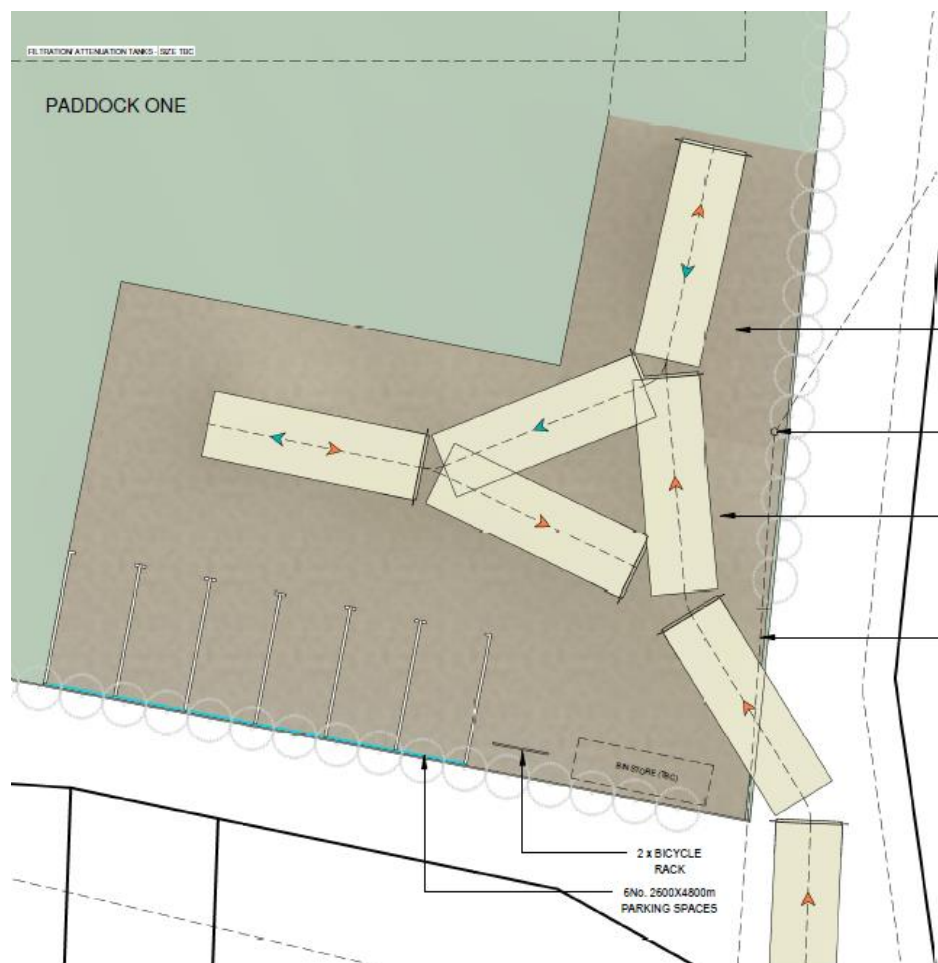 FILTRATION/ ATTENUATION TANKS - SIZE TBC
PADDOCK ONE
BIN STORE (TBC)
2 x BICYCLE
RACK
6No. 2600X4800m
PARKING SPACES